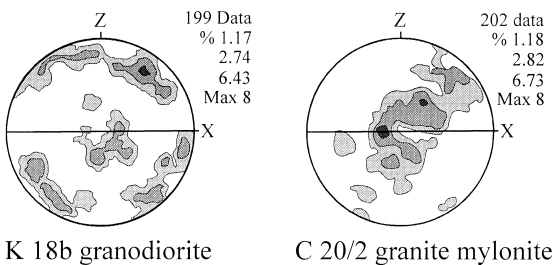 Z
199 Data
% 1.17
2.74
6.43
Max 8
X
K 18b granodiorite
Z
202 data
% 1.18
2.82
6.73
Max 8
X
C 20/2 granite mylonite